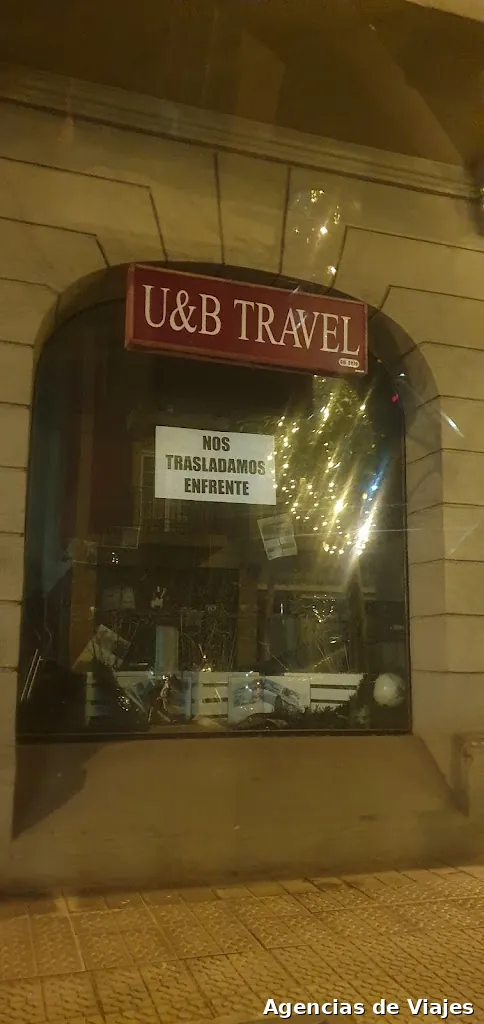 U&B TRAVEL
NOS
TRASLADAMOS
ENFRENTE
Agencias de Viajes